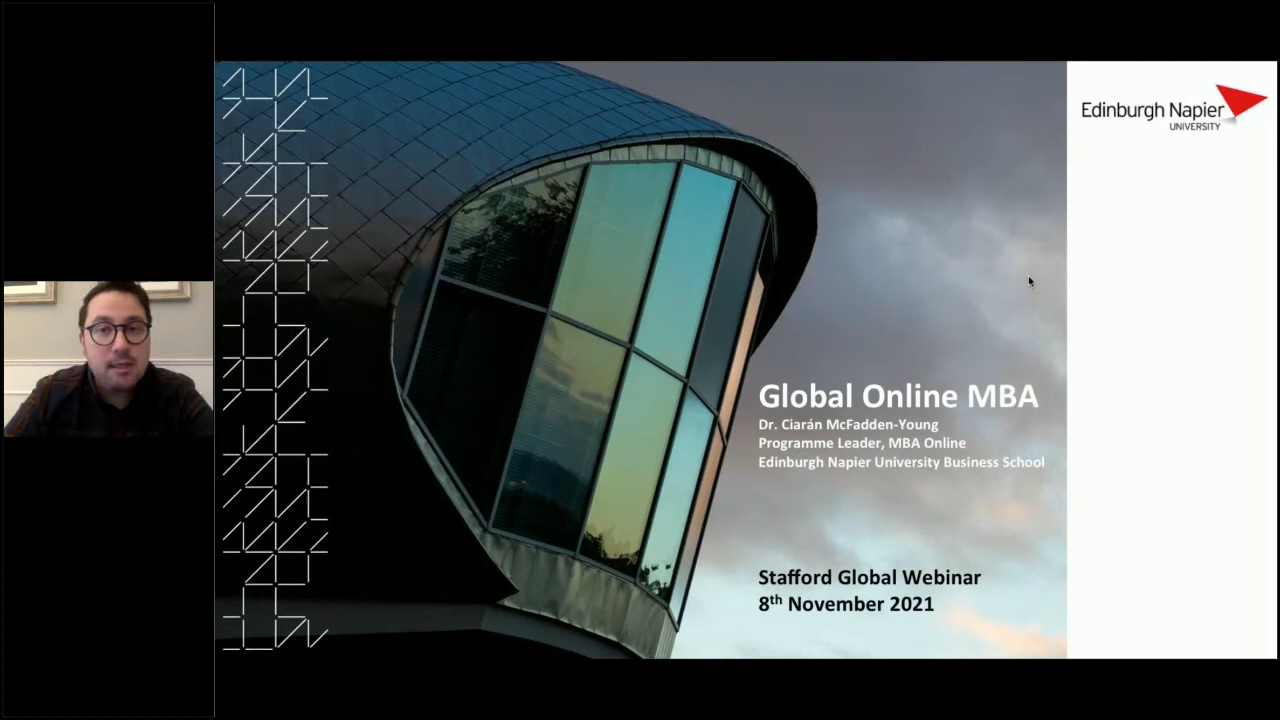 Edinburgh Napier
UNIVERSITY
Global Online MBA
Dr. Ciarán McFadden-Young
Programme Leader, MBA Online
Edinburgh Napier University Business School
Stafford Global Webinar
8th November 2021